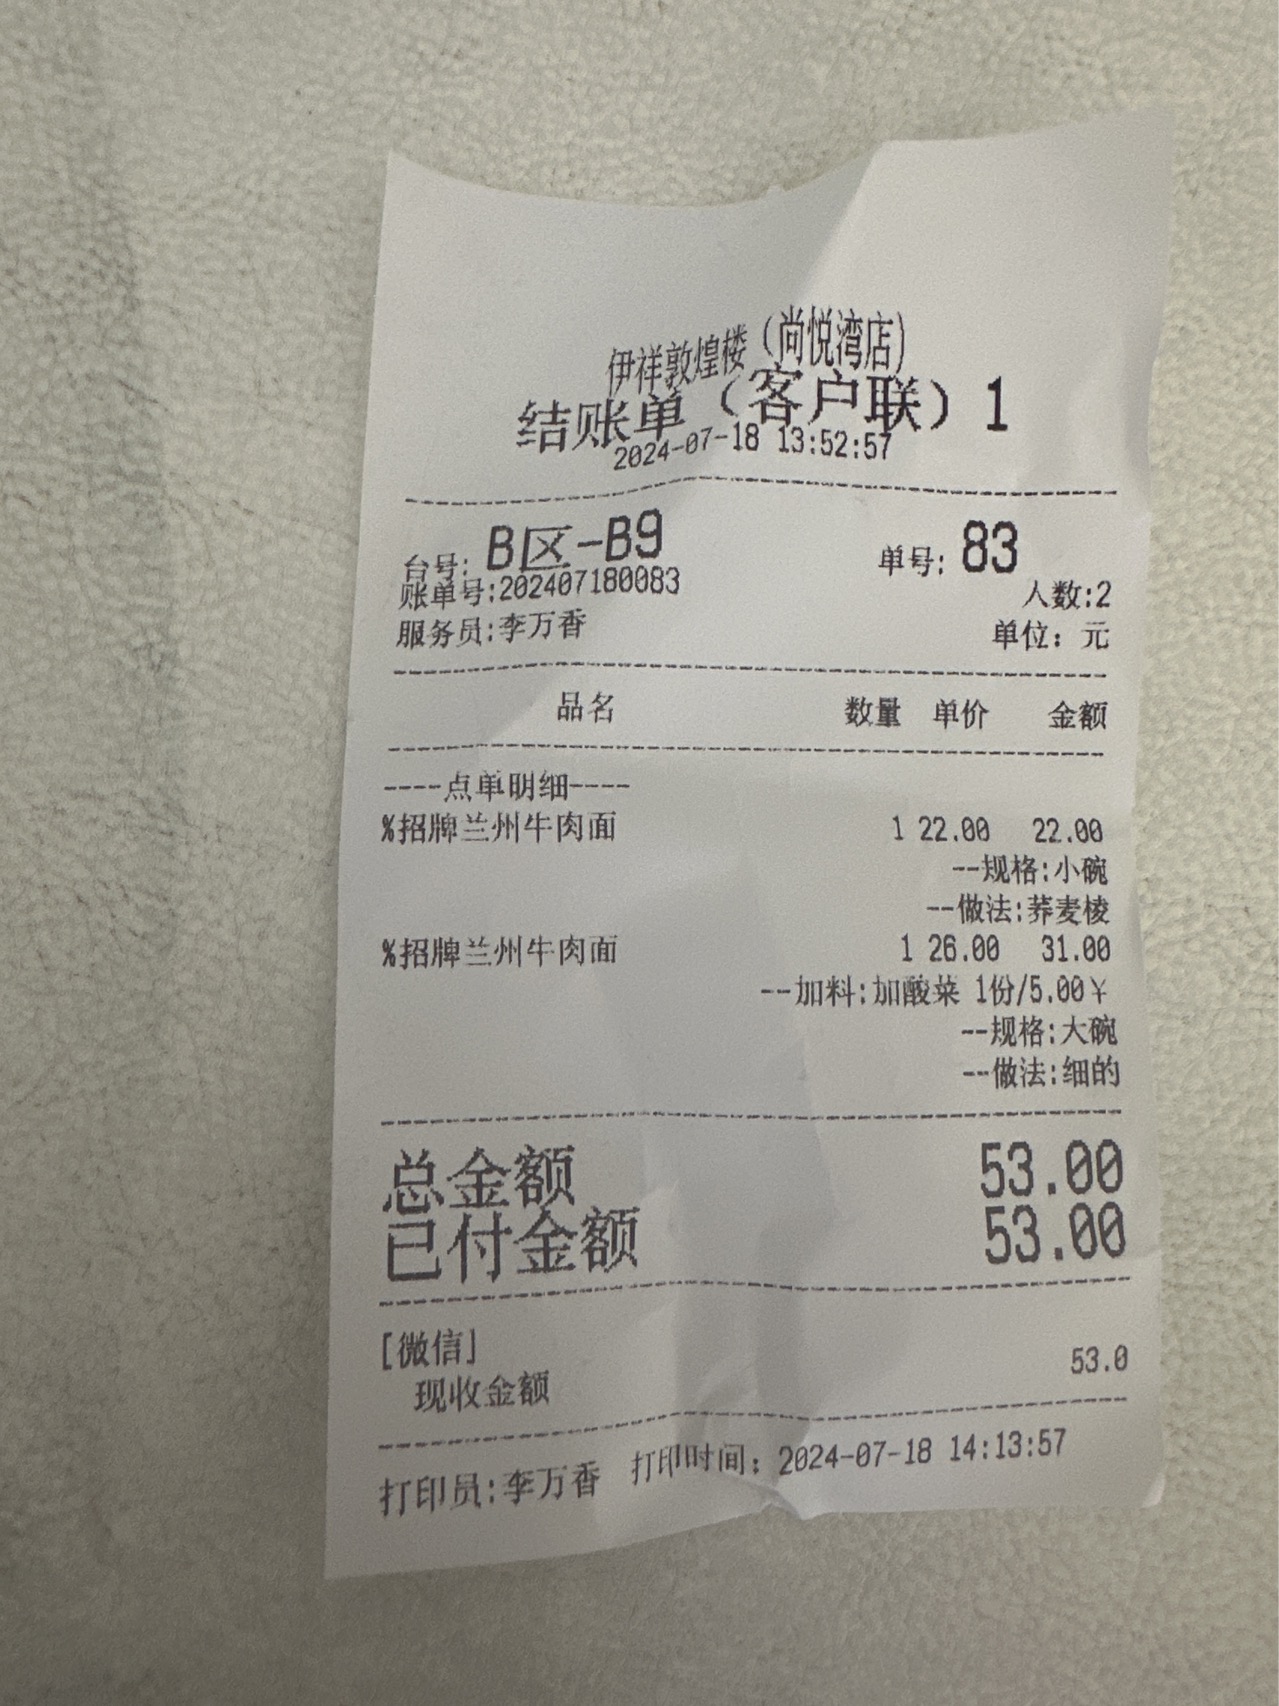 伊祥敦煌楼（尚悦湾店）
结账单（客户联）1
2024-07-18 13:52:57
台号: B区-B9 单号: 83
账单号:202407180083 人数:2
服务员:李万香 单位：元
品名 数量 单价 金额
----点单明细----
%招牌兰州牛肉面 1 22.00 22.00
--规格:小碗
--做法:荞麦棱
%招牌兰州牛肉面 1 26.00 31.00
--加料:加酸菜 1份/5.00￥
--规格:大碗
--做法:细的
总金额 53.00
已付金额 53.00
[微信]
现收金额 53.0
打印员:李万香 打印时间：2024-07-18 14:13:57